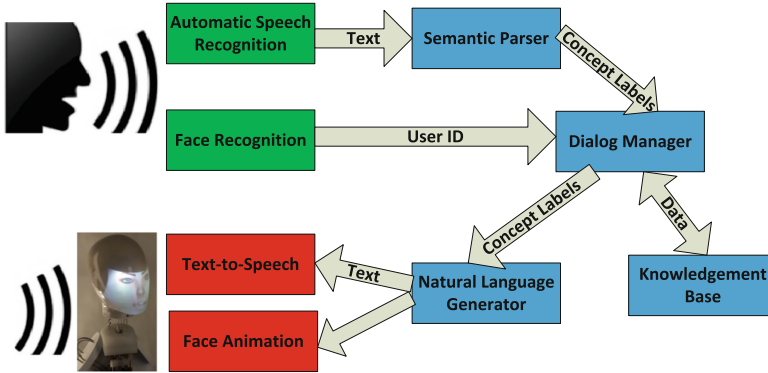 Automatic Speech
Recognition
Text
Semantic Parser
Concept Labels
Face Recognition
User ID
Dialog Manager
Concept Labels
Data
Text-to-Speech
Text
Natural Language
Generator
Knowledgement
Base
Face Animation